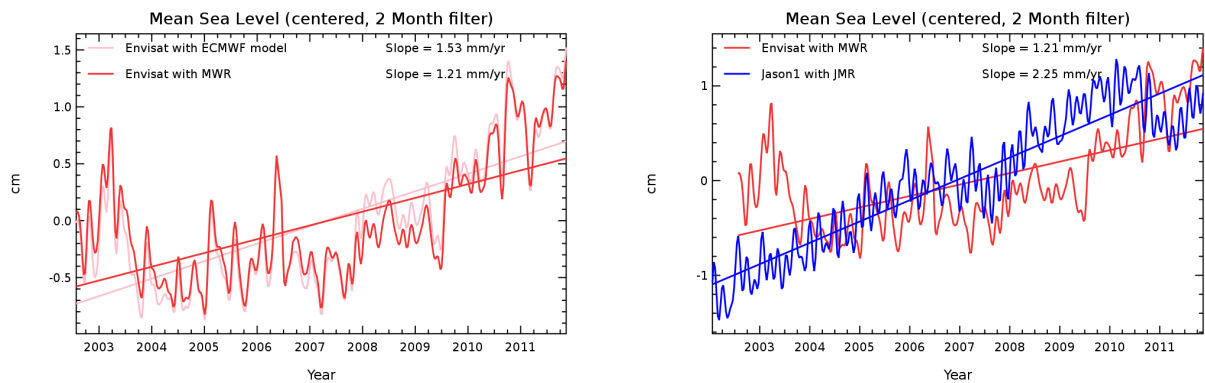 Mean Sea Level (centered, 2 Month filter)
Envisat with ECMWF model Slope = 1.53 mm/yr
Envisat with MWR Slope = 1.21 mm/yr
1.5
1.0
0.5
0.0
-0.5
cm
2003 2004 2005 2006 2007 2008 2009 2010 2011
Year
Mean Sea Level (centered, 2 Month filter)
Envisat with MWR Slope = 1.21 mm/yr
Jason1 with JMR Slope = 2.25 mm/yr
1
0
-1
cm
2003 2004 2005 2006 2007 2008 2009 2010 2011
Year